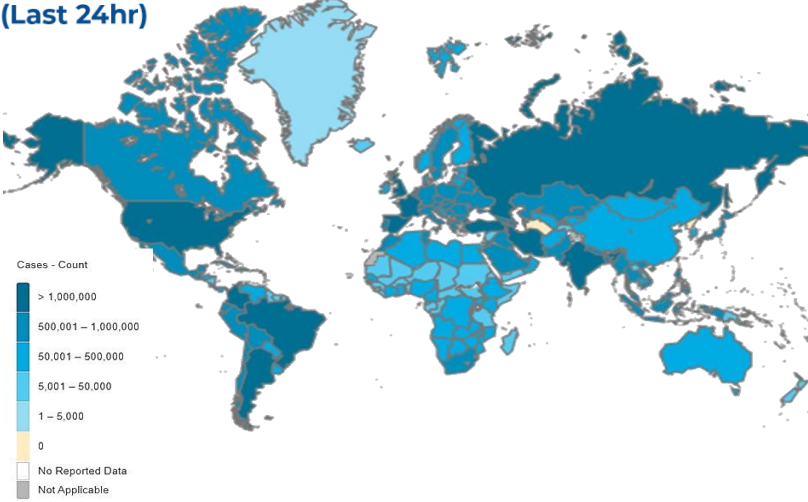 (Last 24hr)
Cases - Count
> 1,000,000
500,001 – 1,000,000
50,001 – 500,000
5,001 – 50,000
1 – 5,000
0
No Reported Data
Not Applicable